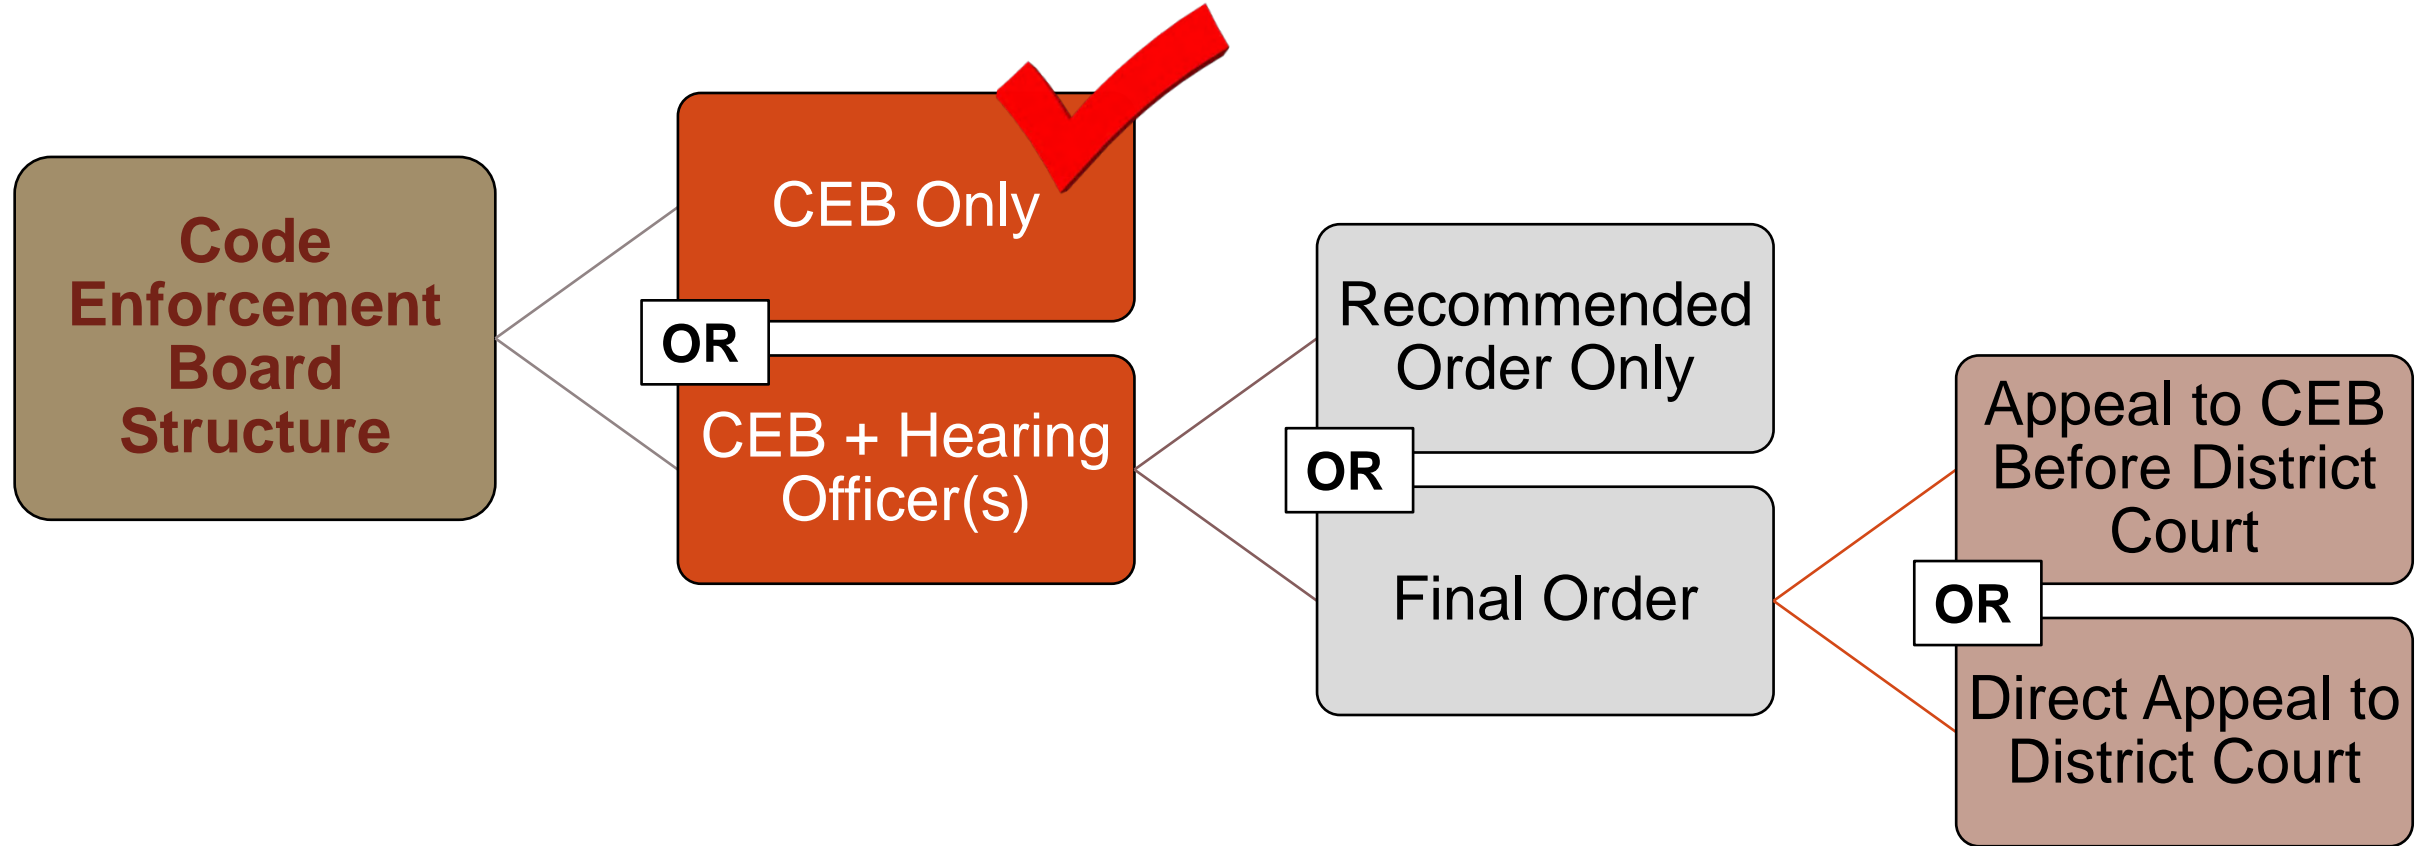 Code
Enforcement
Board
Structure
CEB Only
OR
CEB + Hearing
Officer(s)
Recommended
Order Only
OR
Final Order
Appeal to CEB
Before District
Court
OR
Direct Appeal to
District Court